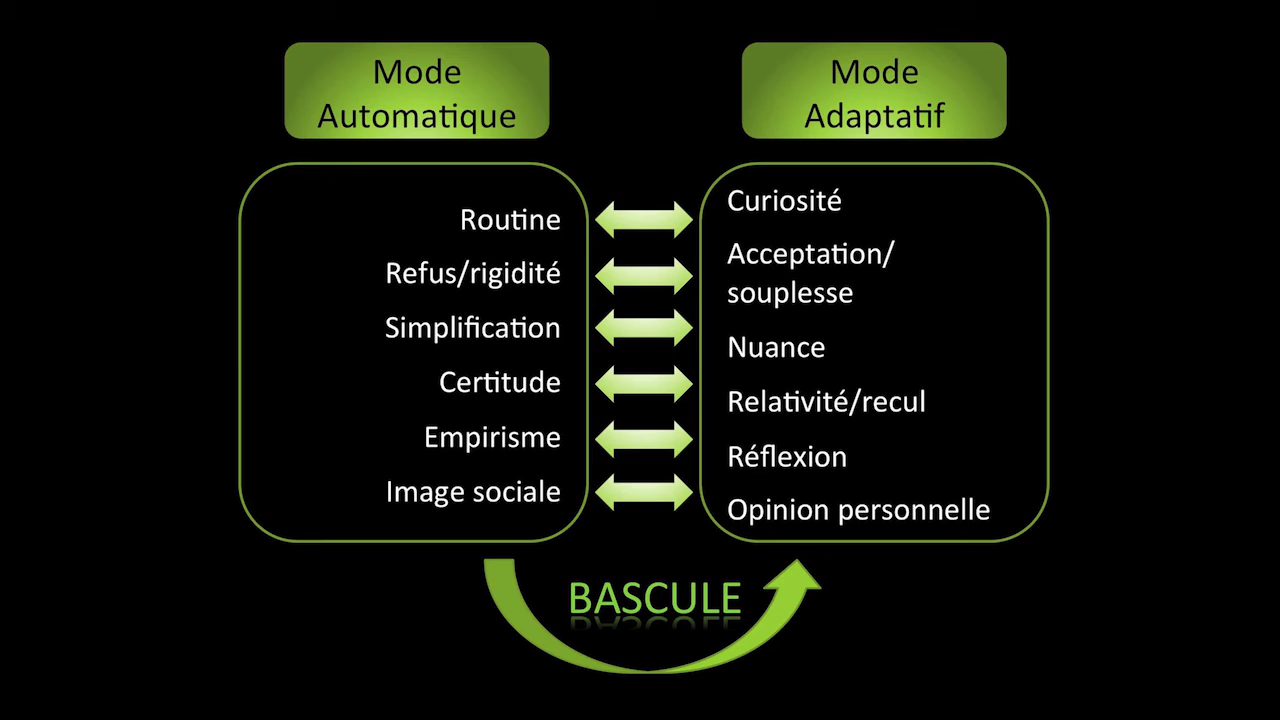 Mode
Automatique
Mode
Adaptatif
Routine
Refus/rigidité
Simplification
Certitude
Empirisme
Image sociale
Curiosité
Acceptation/
souplesse
Nuance
Relativité/recul
Réflexion
Opinion personnelle
BASCULE